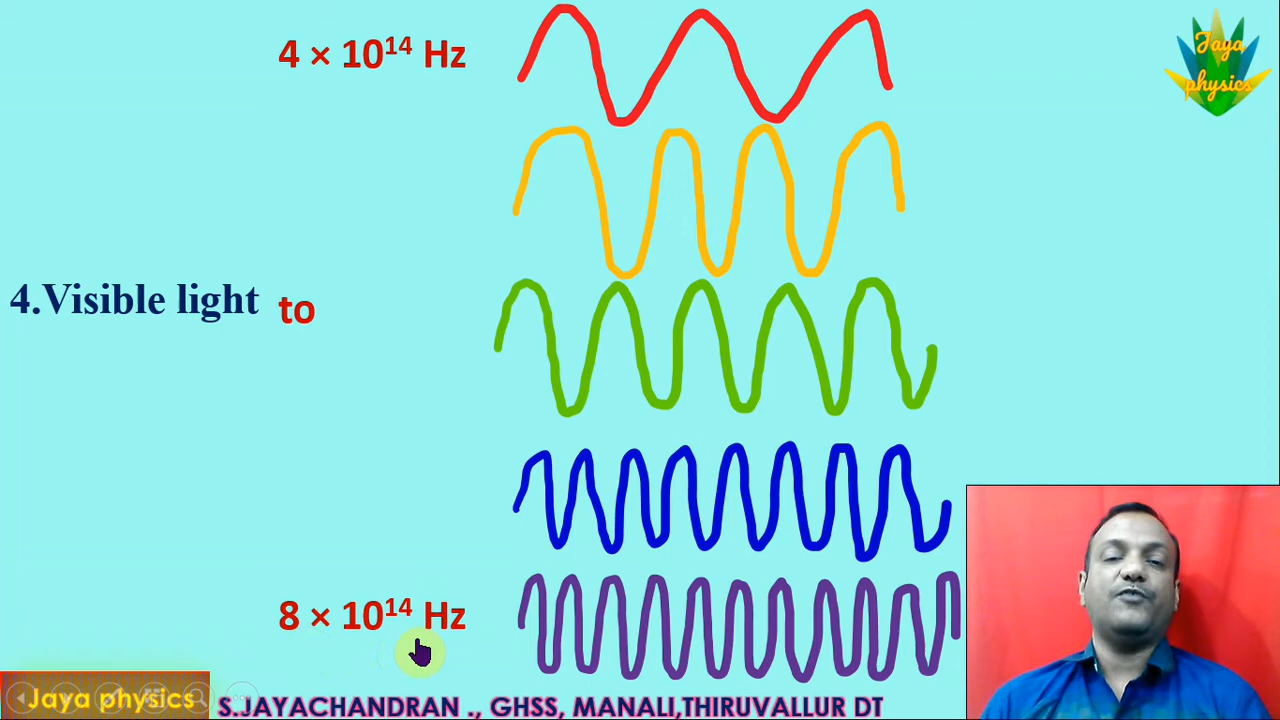 4 × 10¹⁴ Hz
Jaya
physics
4.Visible light to
8 × 10¹⁴ Hz
Jaya physics
S.JAYACHANDRAN ., GHSS, MANALI,THIRUVALLUR DT